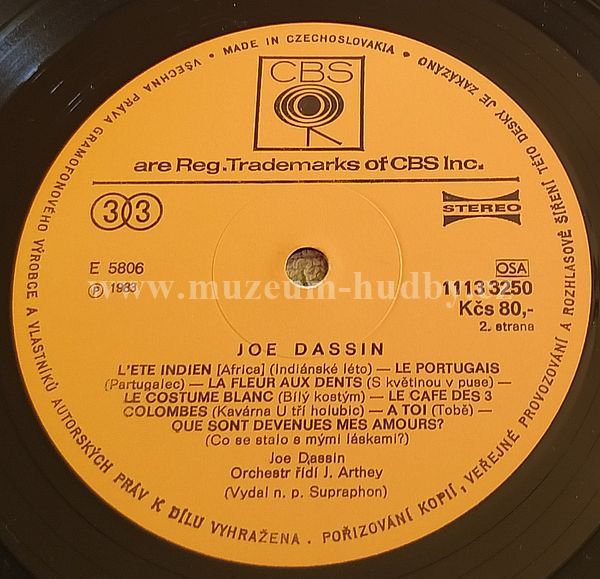 VŠECHNA PRÁVA GRAMOFONOVÉHO VÝROBCE A VLASTNÍKŮ AUTORSKÝCH PRÁV K DÍLU VYHRAŽENA. POŘIZOVÁNÍ KOPIÍ, VEŘEJNÉ PROVOZOVÁNÍ A ROZHLASOVÉ ŠÍŘENÍ TÉTO DESKY JE ZAKÁZÁNO • MADE IN CZECHOSLOVAKIA •
CBS
are Reg. Trademarks of CBS Inc.
33
STEREO
E 5806
OSA
Ⓟ 1983
1113 3250
www.muzeum-hudby.cz
Kčs 80,-
2. strana
JOE DASSIN
L'ETE INDIEN [Africa] (Indiánské léto) — LE PORTUGAIS
(Partugalec) — LA FLEUR AUX DENTS (S květinou v puse) —
LE COSTUME BLANC (Bílý kostým) — LE CAFE DES 3
COLOMBES (Kavárna U tří holubic) — A TOI (Tobě) —
QUE SONT DEVENUES MES AMOURS?
(Co se stalo s mými láskami?)
Joe Dassin
Orchestr řídí J. Arthey
(Vydal n. p. Supraphon)